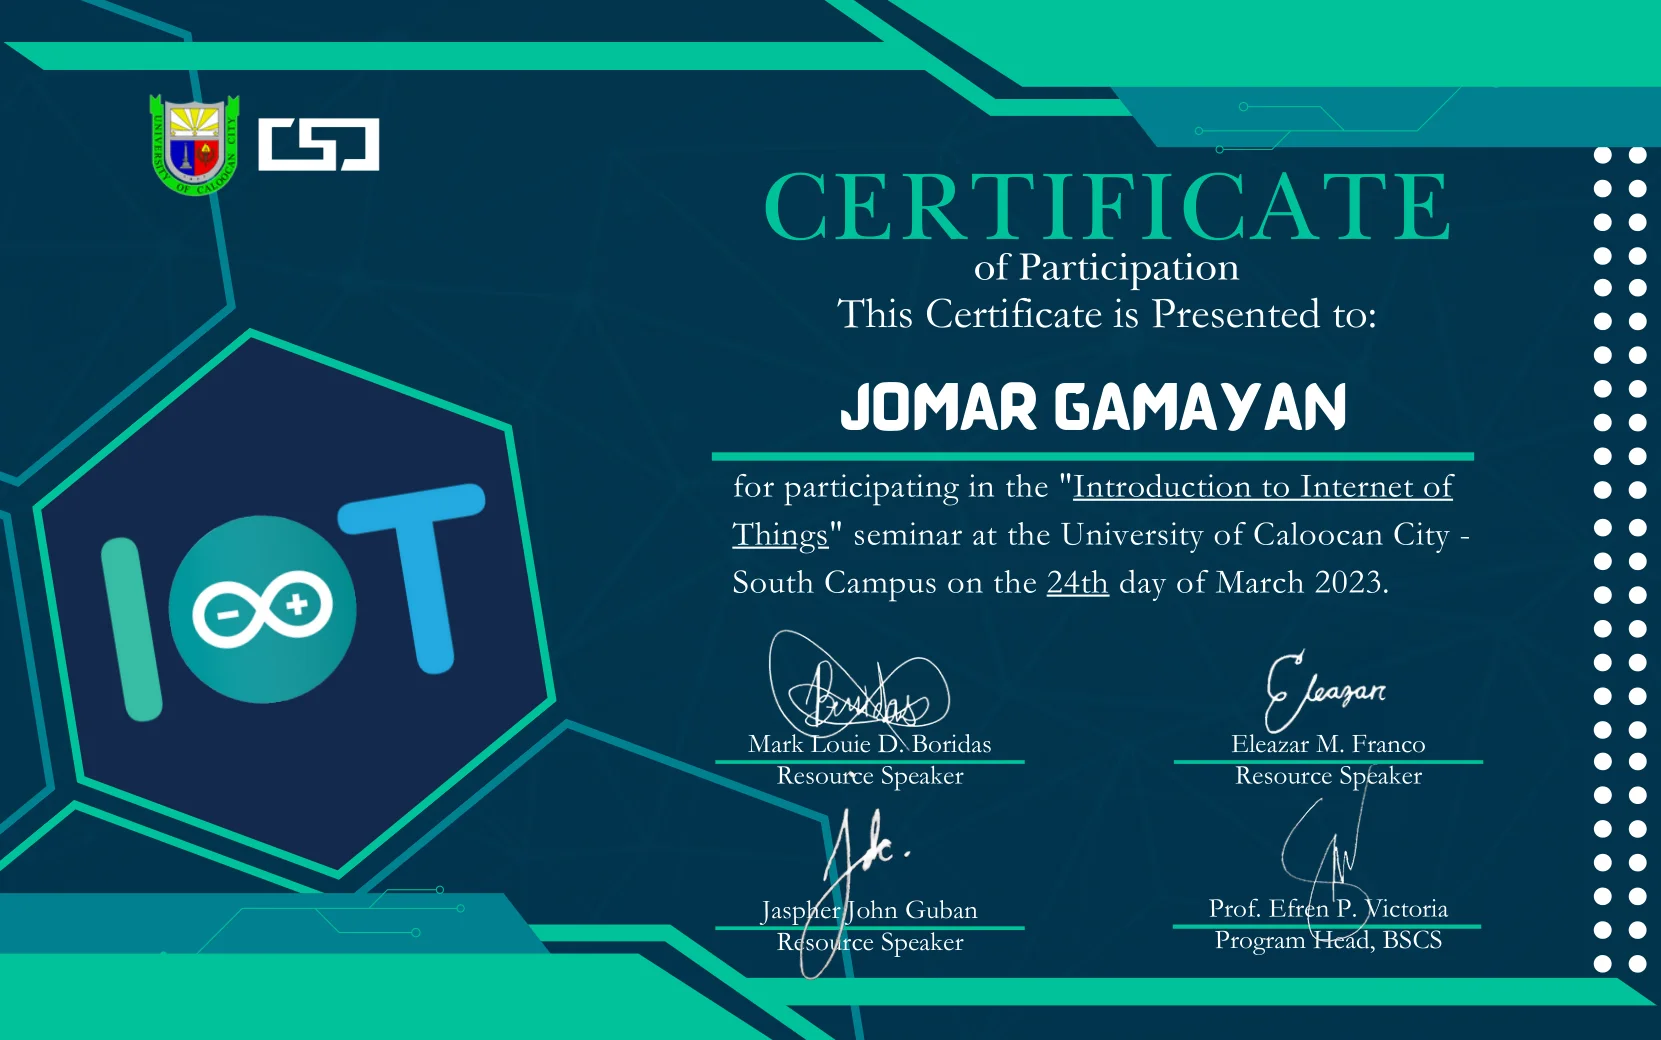 UNIVERSITY OF CALOOCAN CITY
CERTIFICATE
of Participation
This Certificate is Presented to:
JOMAR GAMAYAN
for participating in the "Introduction to Internet of
Things" seminar at the University of Caloocan City -
South Campus on the 24th day of March 2023.
IOT
Boridas
Eleazar
Mark Louie D. Boridas
Eleazar M. Franco
Resource Speaker
Resource Speaker
Jaspher John Guban
Prof. Efren P. Victoria
Resource Speaker
Program Head, BSCS